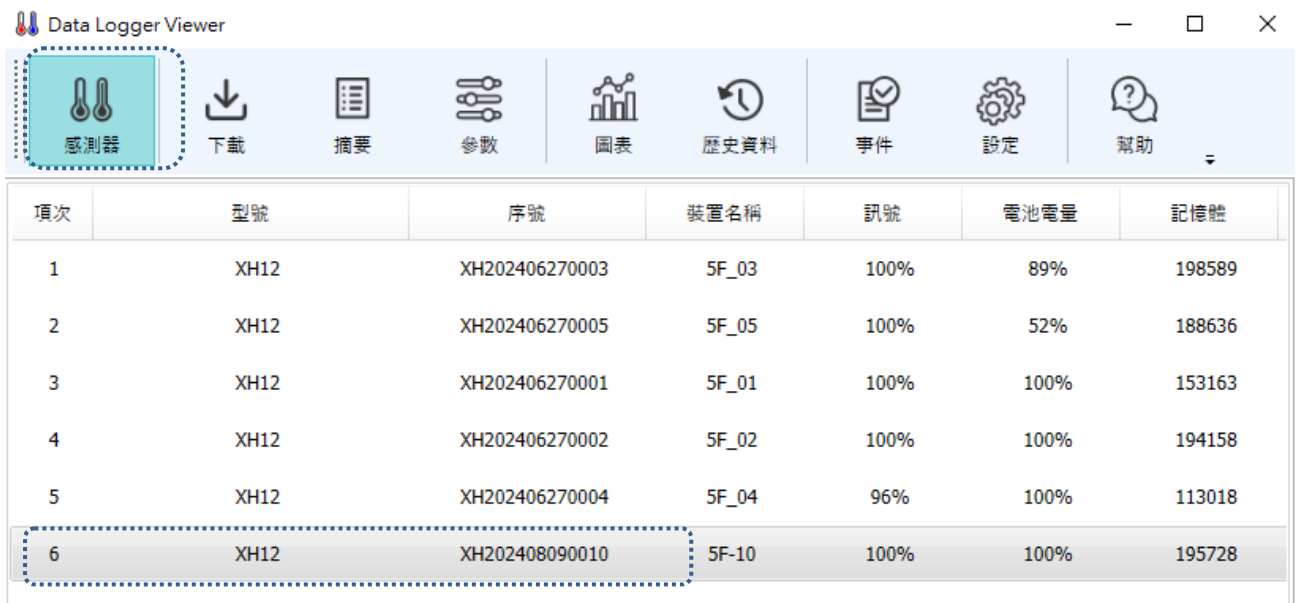 Data Logger Viewer
感測器 下載 摘要 參數 圖表 歷史資料 事件 設定 幫助
項次 型號 序號 裝置名稱 訊號 電池電量 記憶體
1 XH12 XH202406270003 5F_03 100% 89% 198589
2 XH12 XH202406270005 5F_05 100% 52% 188636
3 XH12 XH202406270001 5F_01 100% 100% 153163
4 XH12 XH202406270002 5F_02 100% 100% 194158
5 XH12 XH202406270004 5F_04 96% 100% 113018
6 XH12 XH202408090010 5F-10 100% 100% 195728